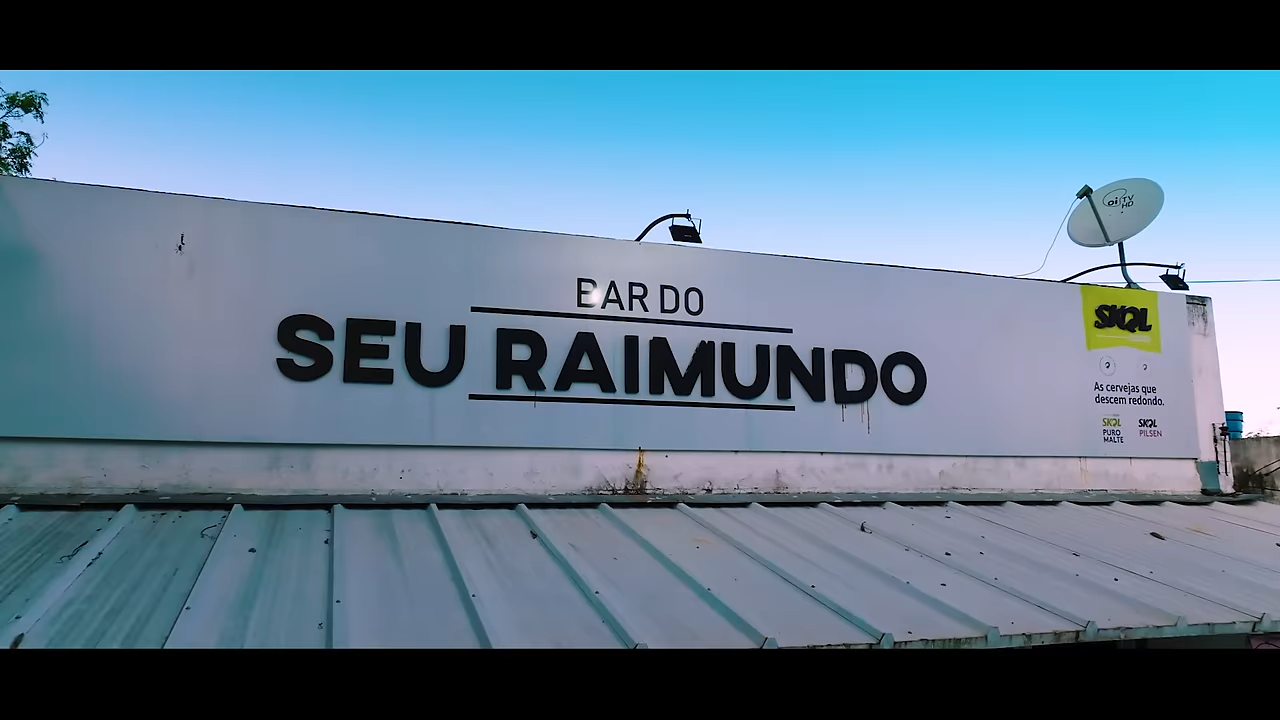 BAR DO
SEU RAIMUNDO
oi TV
HD
SKOL
As cervejas que
descem redondo.
SKOL
PURO
MALTE
SKOL
PILSEN